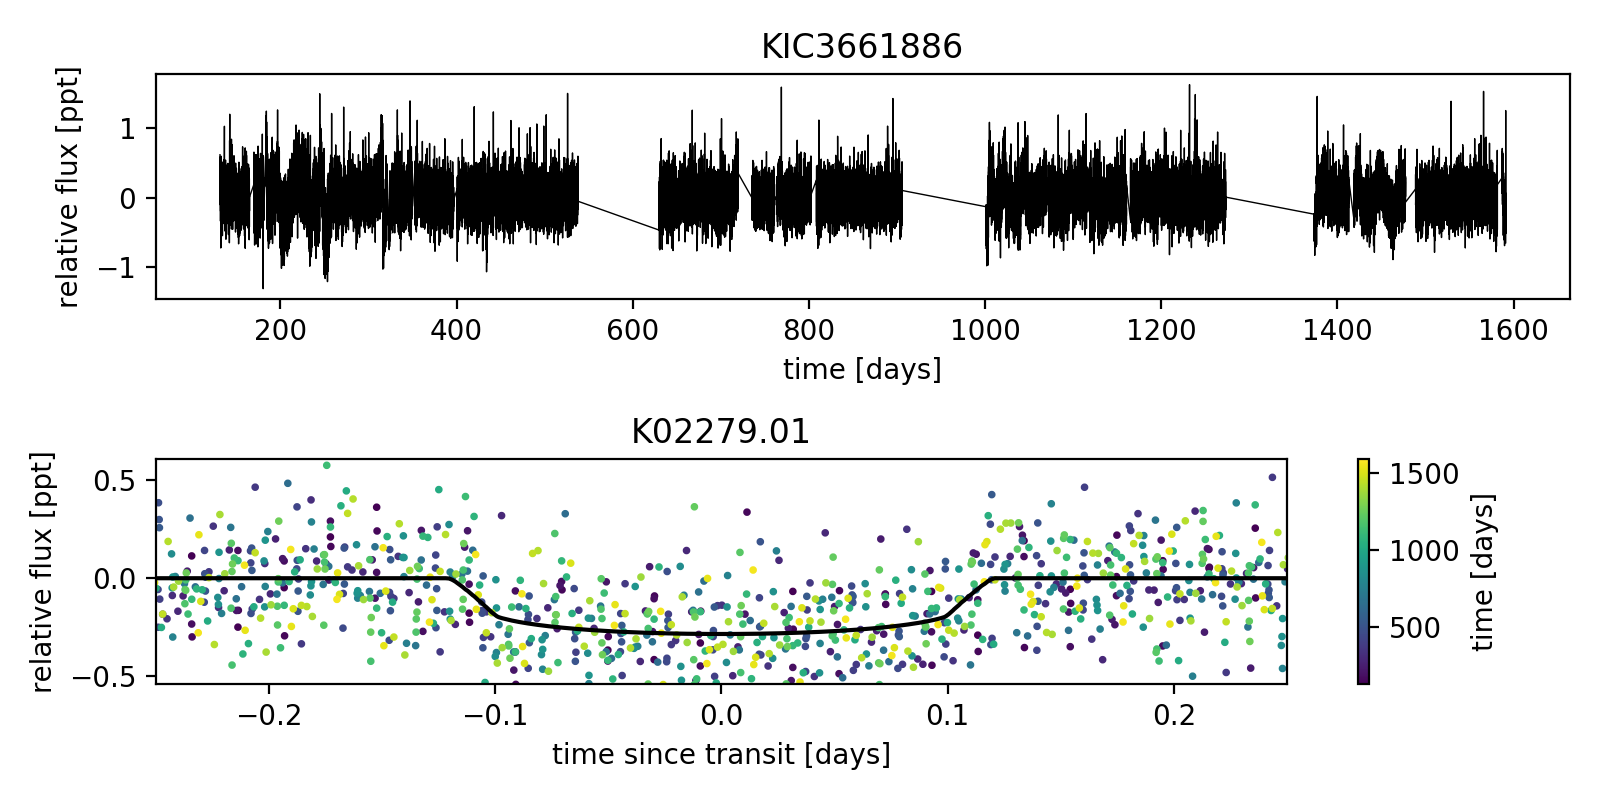 KIC3661886
relative flux [ppt]
1
0
−1
200 400 600 800 1000 1200 1400 1600
time [days]
K02279.01
relative flux [ppt]
0.5
0.0
−0.5
−0.2 −0.1 0.0 0.1 0.2
time since transit [days]
1500
1000
500
time [days]